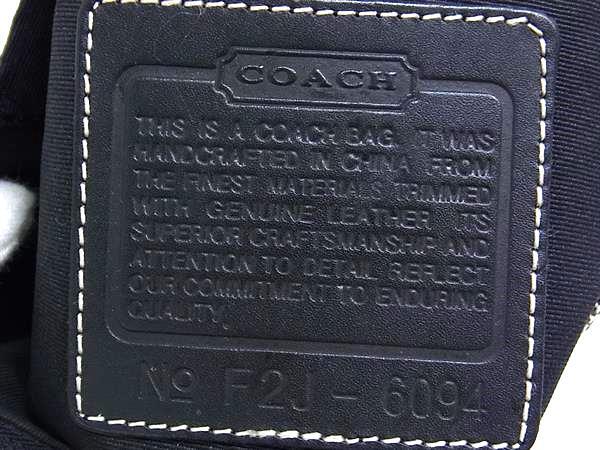 COACH
THIS IS A COACH BAG. IT WAS
HANDCRAFTED IN CHINA FROM
THE FINEST MATERIALS TRIMMED
WITH GENUINE LEATHER. ITS
SUPERIOR CRAFTSMANSHIP AND
ATTENTION TO DETAIL REFLECT
OUR COMMITMENT TO ENDURING
QUALITY.
No F2J-6094